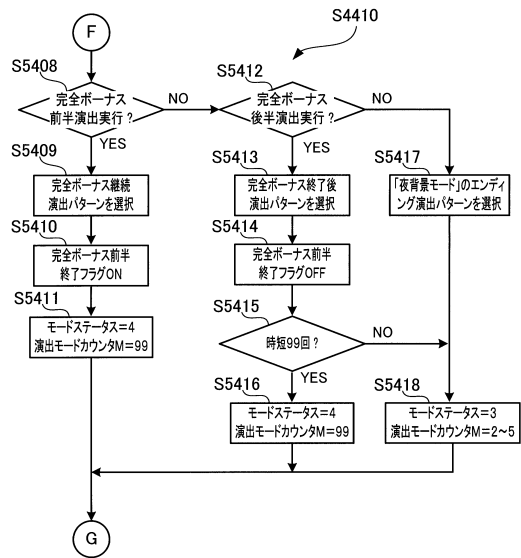 S4410
F
S5408
完全ボーナス
前半演出実行？
NO
YES
S5412
完全ボーナス
後半演出実行？
NO
YES
S5409
完全ボーナス継続
演出パターンを選択
S5413
完全ボーナス終了後
演出パターンを選択
S5417
「夜背景モード」のエンディ
ング演出パターンを選択
S5410
完全ボーナス前半
終了フラグON
S5414
完全ボーナス前半
終了フラグOFF
S5411
モードステータス＝4
演出モードカウンタM＝99
S5415
時短99回？
NO
YES
S5416
モードステータス＝4
演出モードカウンタM＝99
S5418
モードステータス＝3
演出モードカウンタM＝2～5
G